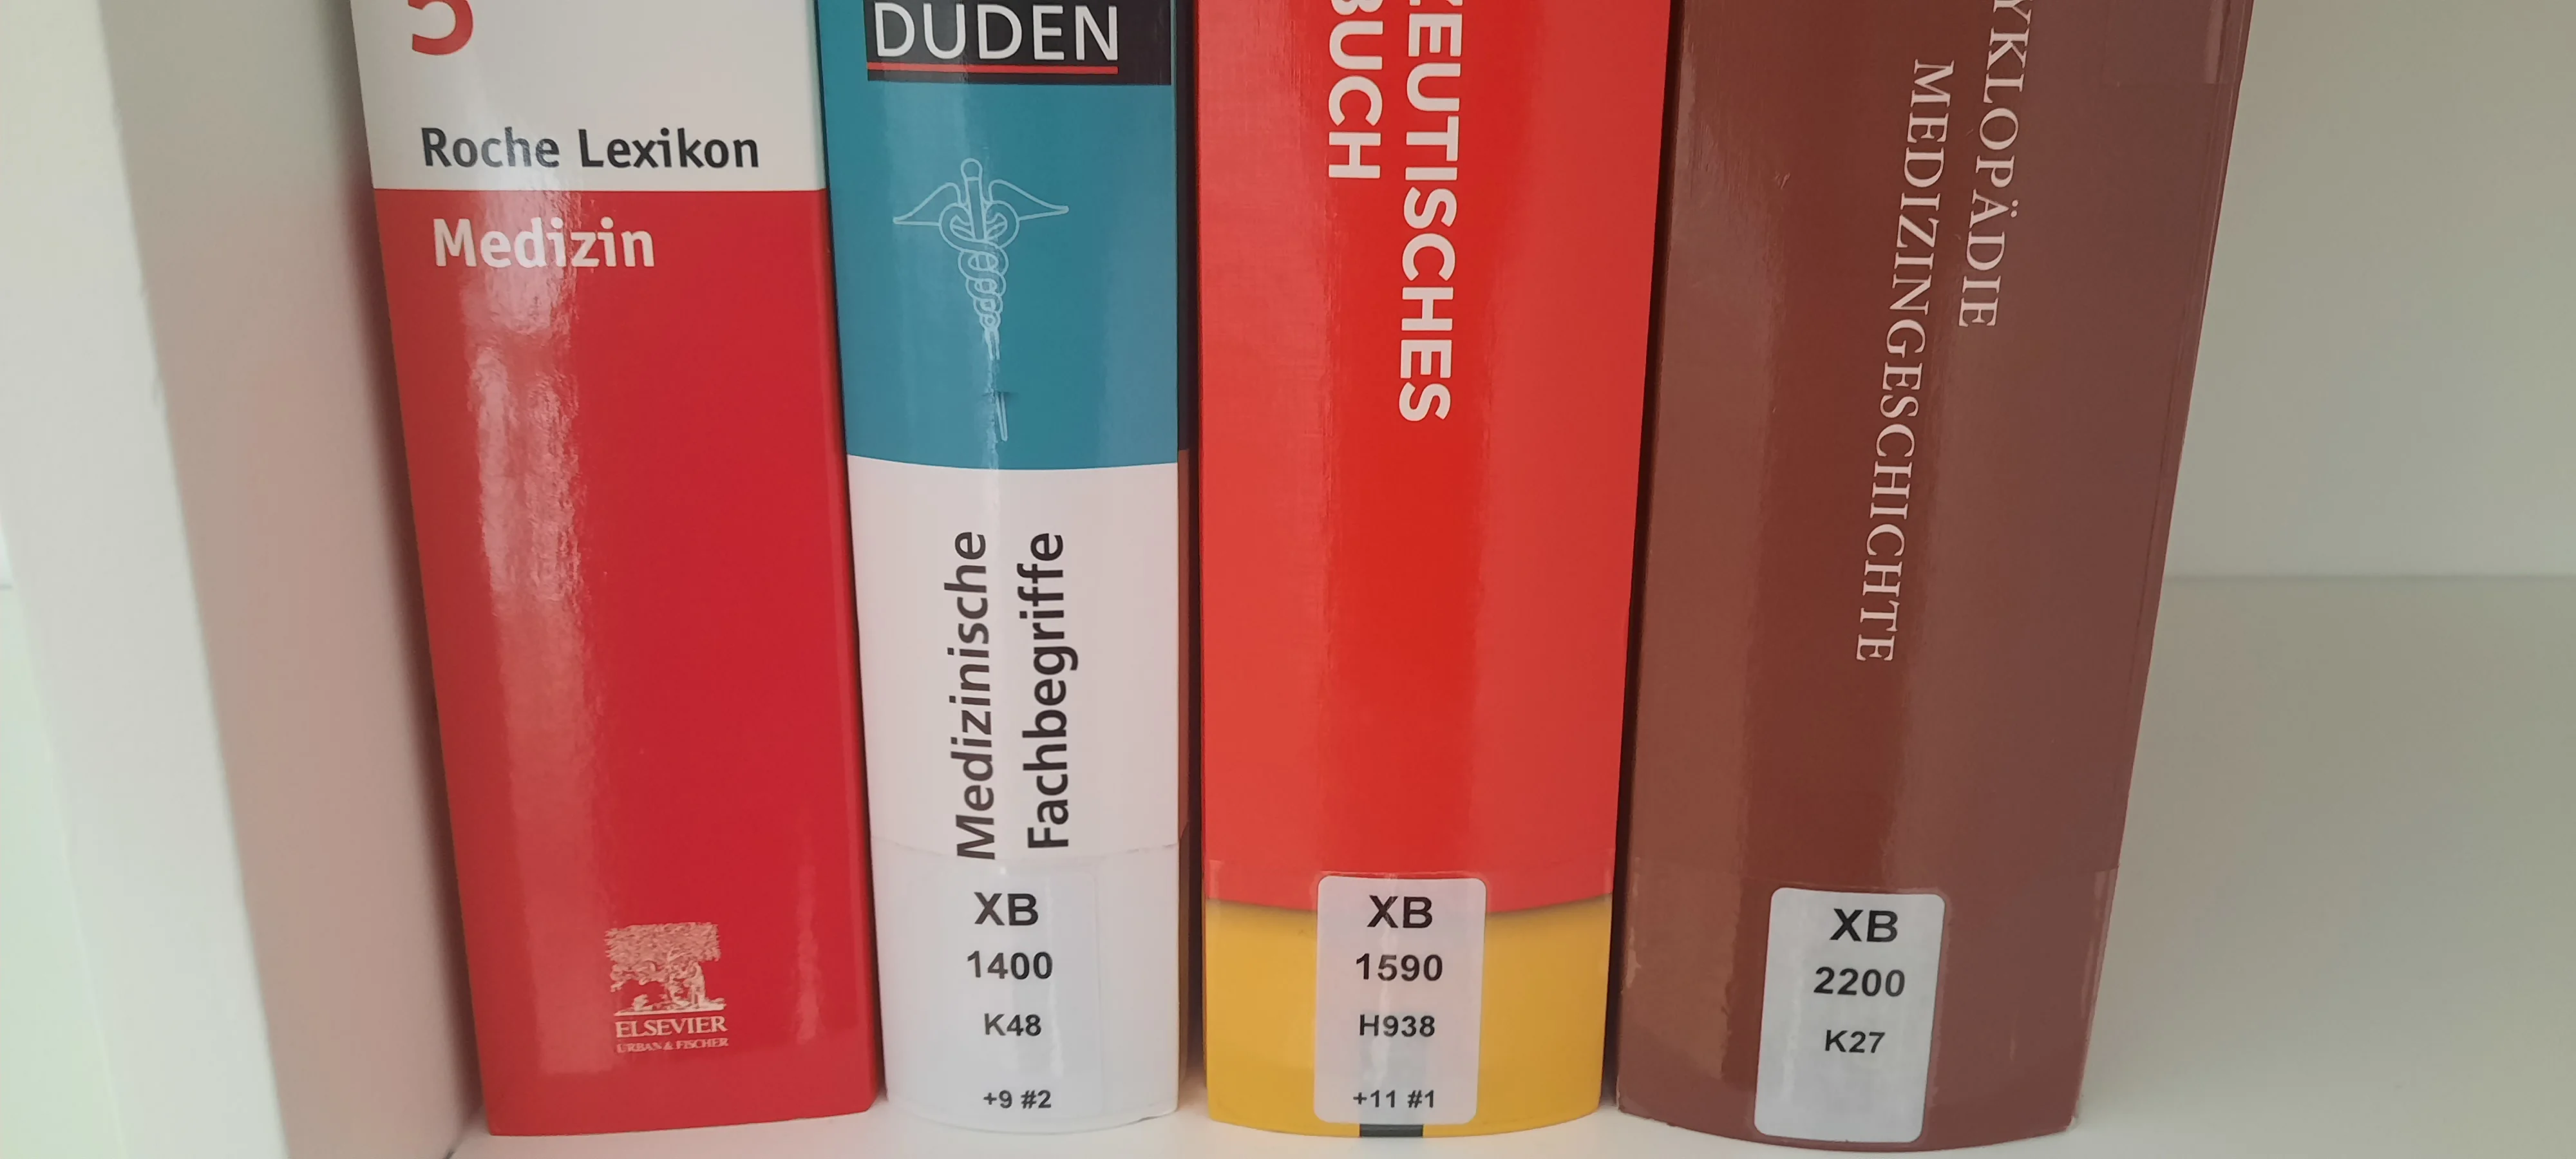 5
Roche Lexikon
Medizin
ELSEVIER
URBAN & FISCHER
DUDEN
Medizinische
Fachbegriffe
XB
1400
K48
+9 #2
EUTISCHES
BUCH
XB
1590
H938
+11 #1
YKLOPÄDIE
MEDIZINGESCHICHTE
XB
2200
K27